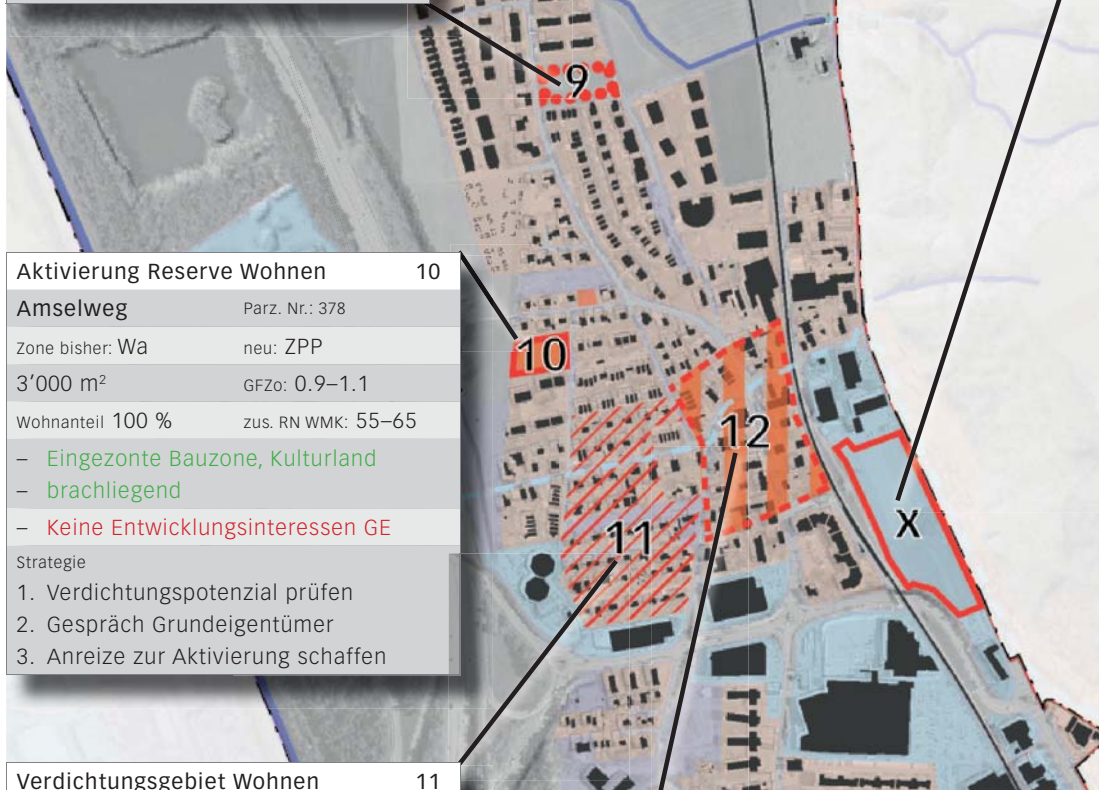 9
Aktivierung Reserve Wohnen 10
Amselweg Parz. Nr.: 378
Zone bisher: Wa neu: ZPP
3’000 m² GFZo: 0.9–1.1
Wohnanteil 100 % zus. RN WMK: 55–65
– Eingezonte Bauzone, Kulturland
– brachliegend
– Keine Entwicklungsinteressen GE
Strategie
1. Verdichtungspotenzial prüfen
2. Gespräch Grundeigentümer
3. Anreize zur Aktivierung schaffen
10
12
11
X
Verdichtungsgebiet Wohnen 11